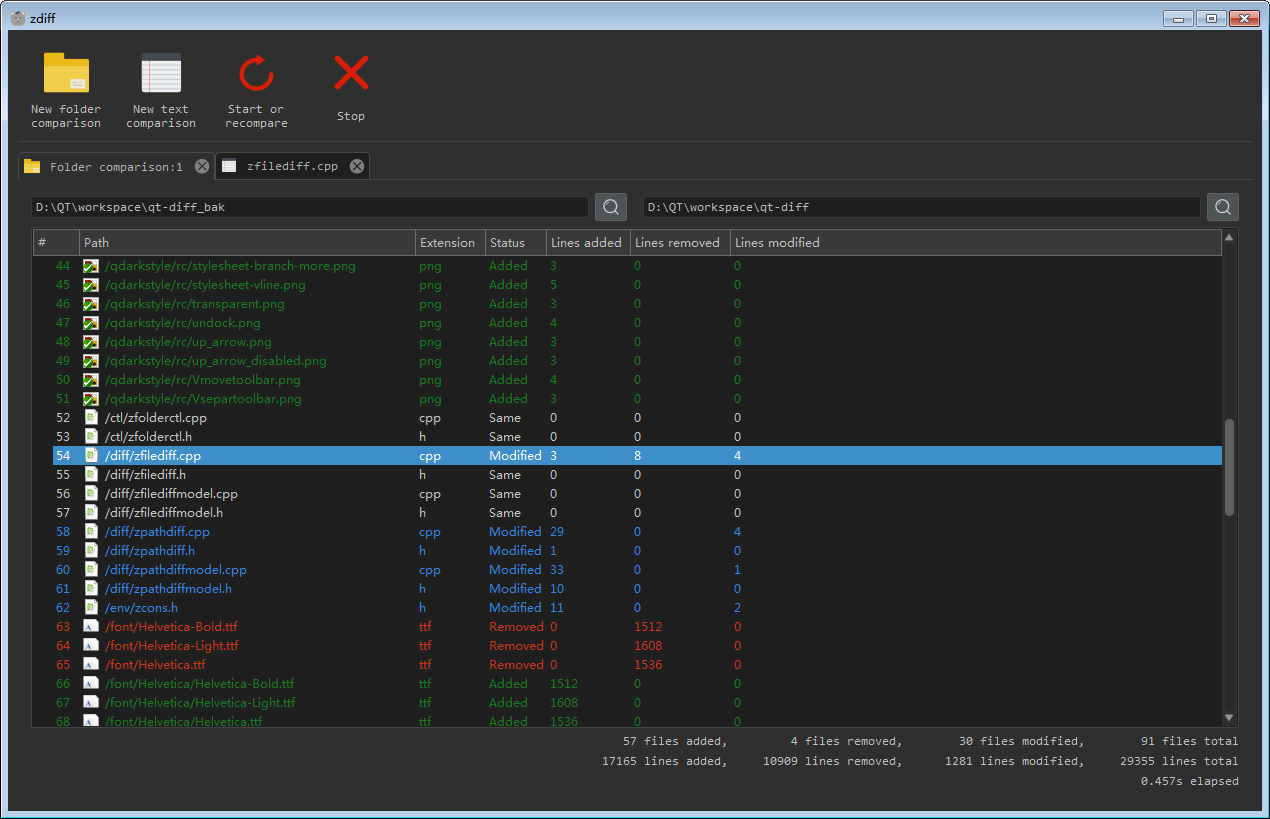 zdiff
New folder comparison
New text comparison
Start or recompare
Stop
Folder comparison:1
zfilediff.cpp
D:\QT\workspace\qt-diff_bak
D:\QT\workspace\qt-diff
# Path Extension Status Lines added Lines removed Lines modified
44 /qdarkstyle/rc/stylesheet-branch-more.png png Added 3 0 0
45 /qdarkstyle/rc/stylesheet-vline.png png Added 5 0 0
46 /qdarkstyle/rc/transparent.png png Added 3 0 0
47 /qdarkstyle/rc/undock.png png Added 4 0 0
48 /qdarkstyle/rc/up_arrow.png png Added 3 0 0
49 /qdarkstyle/rc/up_arrow_disabled.png png Added 3 0 0
50 /qdarkstyle/rc/Vmovetoolbar.png png Added 4 0 0
51 /qdarkstyle/rc/Vsepartoolbar.png png Added 3 0 0
52 /ctl/zfolderctl.cpp cpp Same 0 0 0
53 /ctl/zfolderctl.h h Same 0 0 0
54 /diff/zfilediff.cpp cpp Modified 3 8 4
55 /diff/zfilediff.h h Same 0 0 0
56 /diff/zfilediffmodel.cpp cpp Same 0 0 0
57 /diff/zfilediffmodel.h h Same 0 0 0
58 /diff/zpathdiff.cpp cpp Modified 29 0 4
59 /diff/zpathdiff.h h Modified 1 0 0
60 /diff/zpathdiffmodel.cpp cpp Modified 33 0 1
61 /diff/zpathdiffmodel.h h Modified 10 0 0
62 /env/zcons.h h Modified 11 0 2
63 /font/Helvetica-Bold.ttf ttf Removed 0 1512 0
64 /font/Helvetica-Light.ttf ttf Removed 0 1608 0
65 /font/Helvetica.ttf ttf Removed 0 1536 0
66 /font/Helvetica/Helvetica-Bold.ttf ttf Added 1512 0 0
67 /font/Helvetica/Helvetica-Light.ttf ttf Added 1608 0 0
68 /font/Helvetica/Helvetica.ttf ttf Added 1536 0 0
57 files added, 4 files removed, 30 files modified, 91 files total
17165 lines added, 10909 lines removed, 1281 lines modified, 29355 lines total
0.457s elapsed